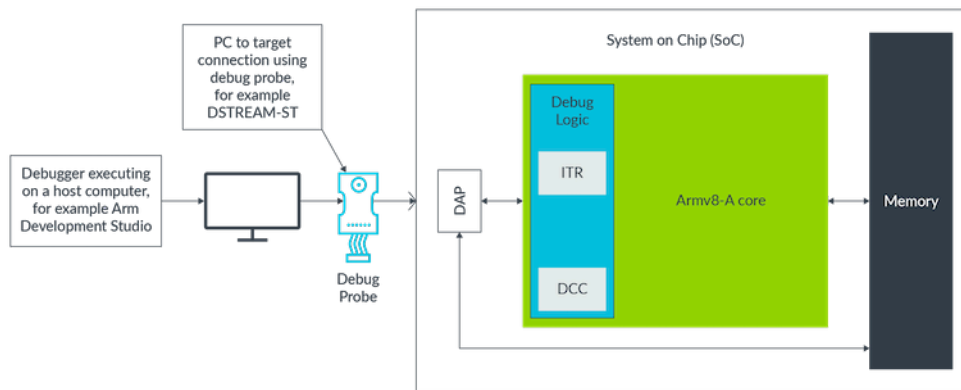 PC to target
connection using
debug probe,
for example
DSTREAM-ST
System on Chip (SoC)
Debugger executing
on a host computer,
for example Arm
Development Studio
Debug
Probe
DAP
Debug
Logic
ITR
DCC
Armv8-A core
Memory